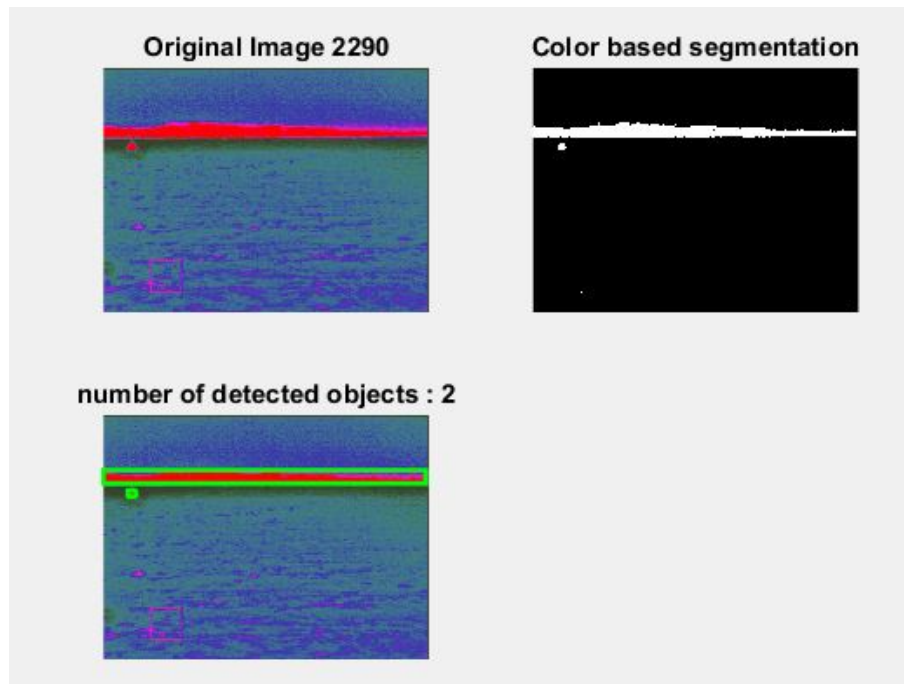 Original Image 2290
Color based segmentation
number of detected objects : 2